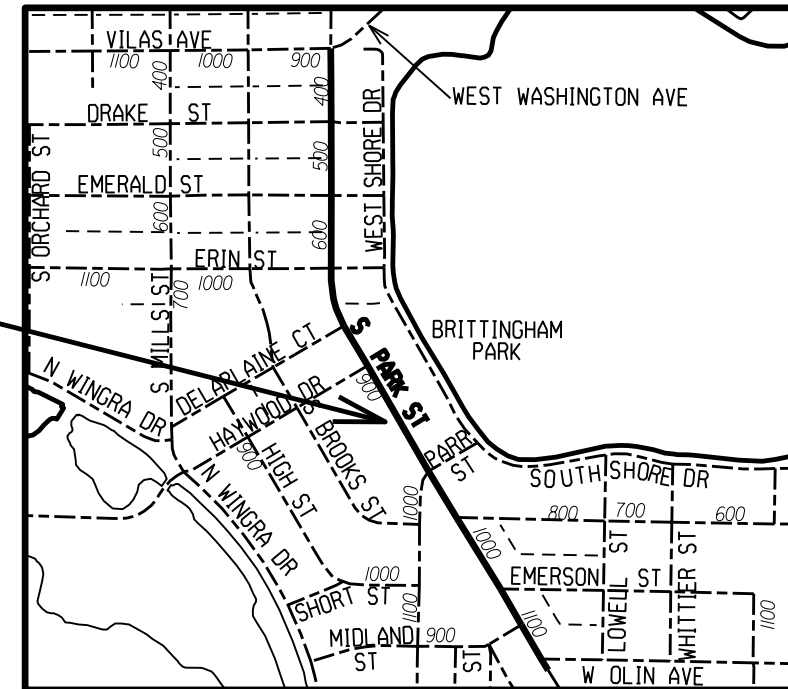 VILAS AVE
1100
1000
900
400
400
WEST WASHINGTON AVE
DRAKE ST
500
500
WEST SHORE DR
S ORCHARD ST
EMERALD ST
600
600
ERIN ST
1100
1000
700
S MILLS ST
BRITTINGHAM
PARK
S PARK ST
900
DELAPLAINE CT
N WINGRA DR
HAYWOOD DR
S BROOKS ST
HIGH ST
900
PARR
ST
SOUTH SHORE DR
N WINGRA DR
1000
800
700
600
1000
LOWELL ST
WHITTIER ST
EMERSON ST
1000
SHORT ST
1100
1100
1100
MIDLAND
ST
900
ST
W OLIN AVE